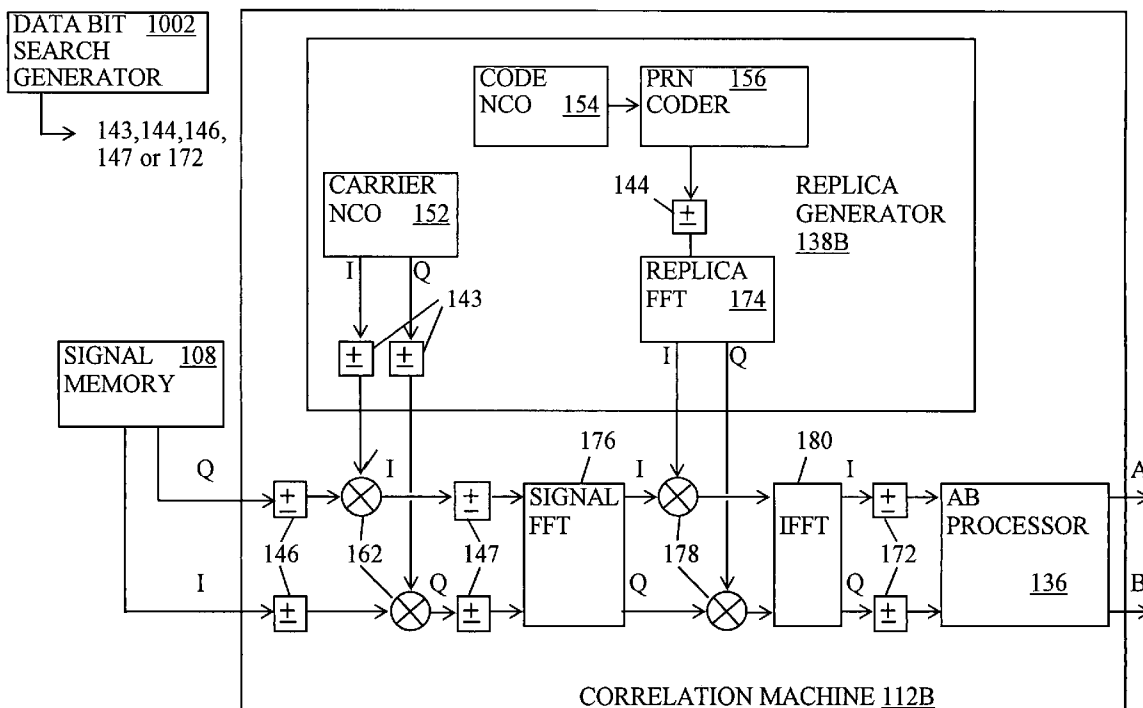 DATA BIT 1002
SEARCH
GENERATOR
143,144,146,
147 or 172
CODE
NCO 154
PRN 156
CODER
144
±
REPLICA
GENERATOR
138B
CARRIER
NCO 152
I Q
143
± ±
REPLICA
FFT 174
I Q
SIGNAL 108
MEMORY
Q
I
±
±
146
162
I
Q
±
±
147
176
SIGNAL
FFT
I
Q
178
180
IFFT
I
Q
±
±
172
AB
PROCESSOR
136
A
B
CORRELATION MACHINE 112B